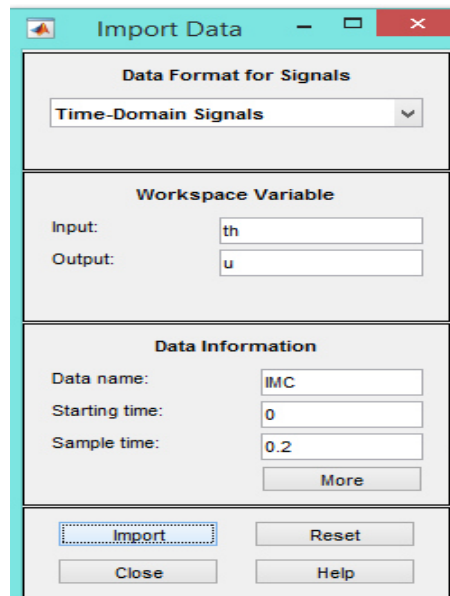 Import Data
Data Format for Signals
Time-Domain Signals
Workspace Variable
Input: th
Output: u
Data Information
Data name: IMC
Starting time: 0
Sample time: 0.2
More
Import Reset
Close Help